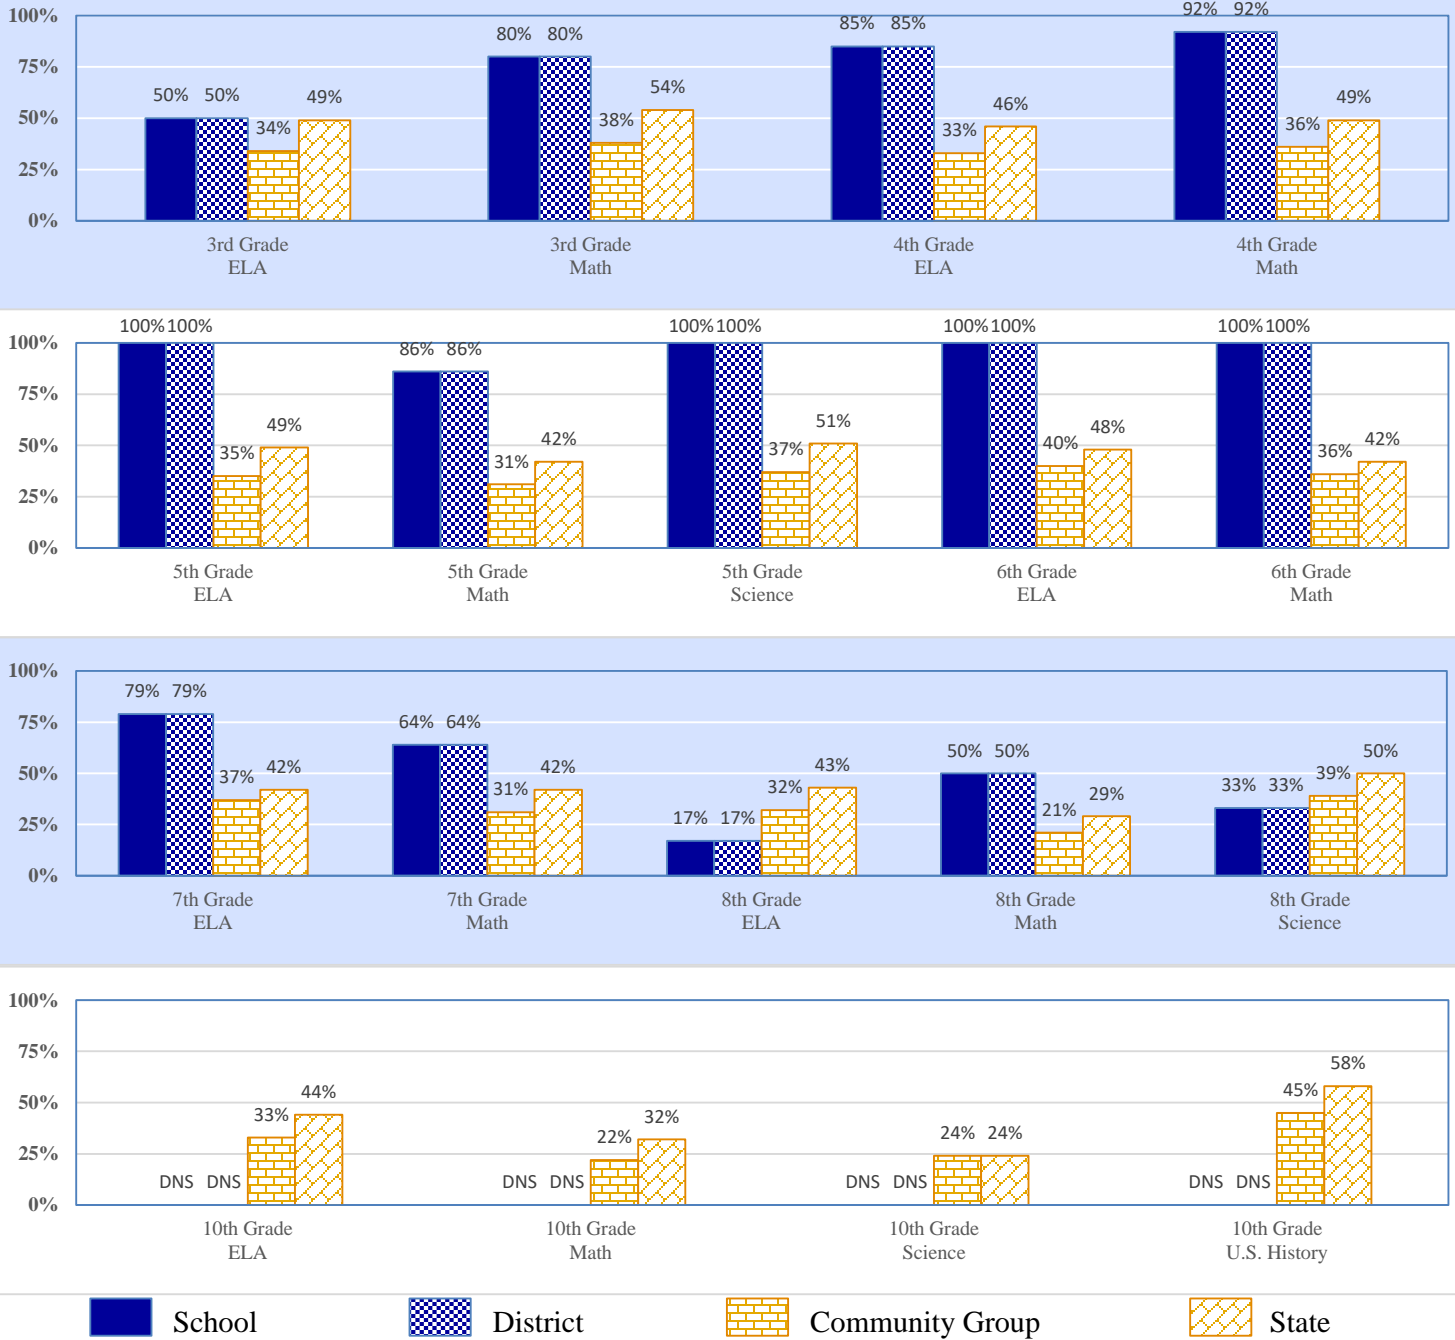 100%
75%
50%
25%
0%
50% 50% 34% 49%
80% 80% 38% 54%
85% 85% 33% 46%
92% 92% 36% 49%
3rd Grade
ELA
3rd Grade
Math
4th Grade
ELA
4th Grade
Math
100%
75%
50%
25%
0%
100% 100% 35% 49%
86% 86% 31% 42%
100% 100% 37% 51%
100% 100% 40% 48%
100% 100% 36% 42%
5th Grade
ELA
5th Grade
Math
5th Grade
Science
6th Grade
ELA
6th Grade
Math
100%
75%
50%
25%
0%
79% 79% 37% 42%
64% 64% 31% 42%
17% 17% 32% 43%
50% 50% 21% 29%
33% 33% 39% 50%
7th Grade
ELA
7th Grade
Math
8th Grade
ELA
8th Grade
Math
8th Grade
Science
100%
75%
50%
25%
0%
DNS DNS 33% 44%
DNS DNS 22% 32%
DNS DNS 24% 24%
DNS DNS 45% 58%
10th Grade
ELA
10th Grade
Math
10th Grade
Science
10th Grade
U.S. History
School District Community Group State